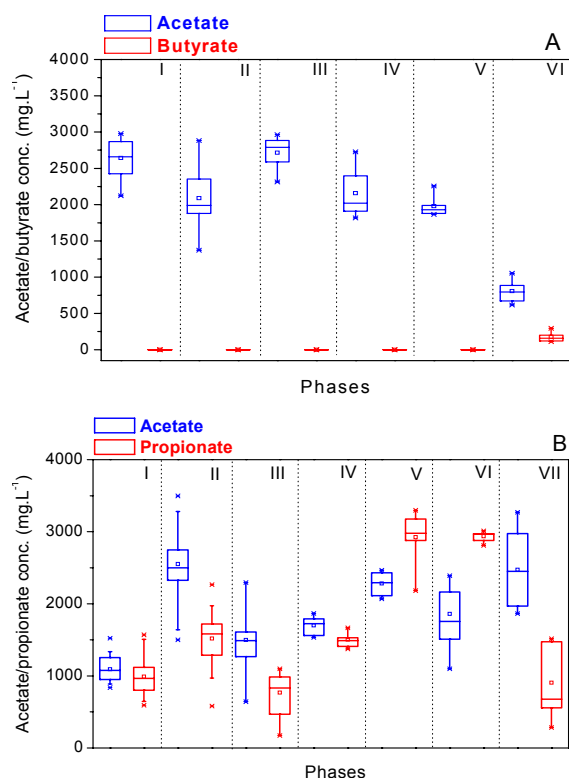 Acetate
Butyrate
A
I II III IV V VI
4000
3500
3000
2500
2000
1500
1000
500
0
Acetate/butyrate conc. (mg.L⁻¹)
Phases
Acetate
Propionate
B
I II III IV V VI VII
4000
3000
2000
1000
0
Acetate/propionate conc. (mg.L⁻¹)
Phases